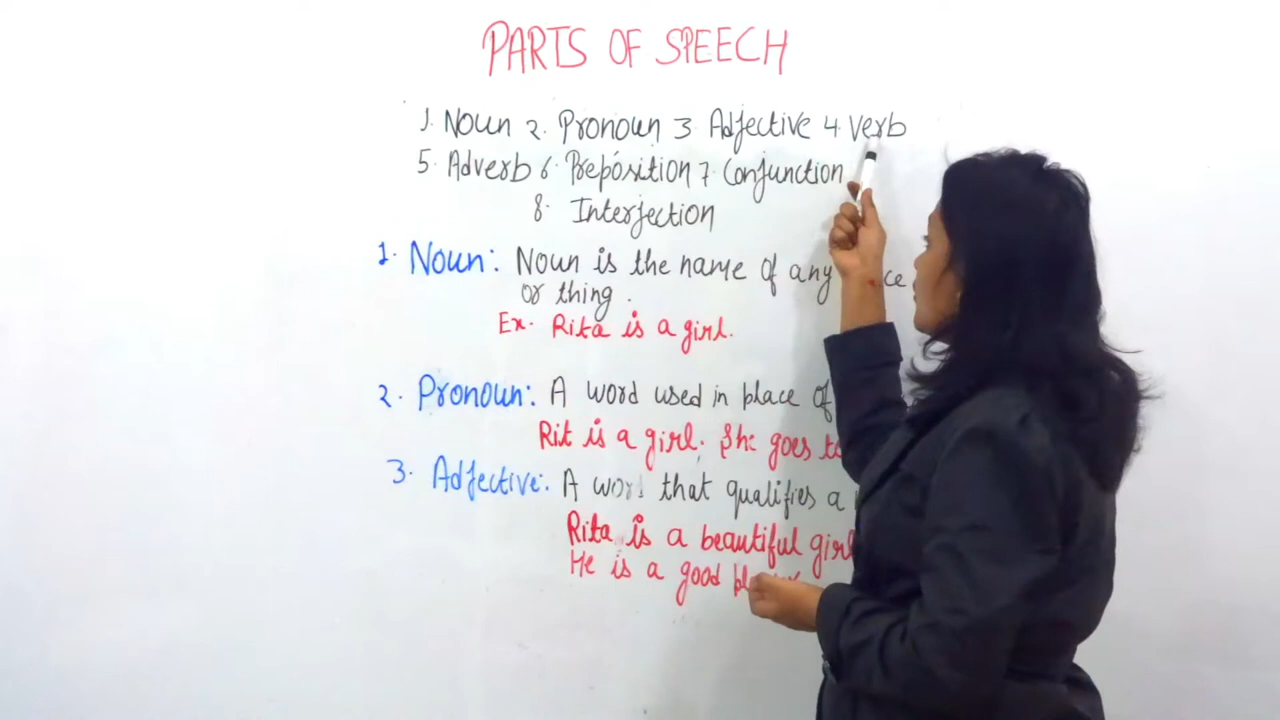 PARTS OF SPEECH
1. Noun 2. Pronoun 3. Adjective 4. Verb
5. Adverb 6. Preposition 7. Conjunction
8. Interjection
1. Noun: Noun is the name of any
or thing.
Ex. Rita is a girl.
2. Pronoun: A word used in place of
Rit is a girl. She goes to
3. Adjective: A word that qualifies a
Rita is a beautiful girl
He is a good